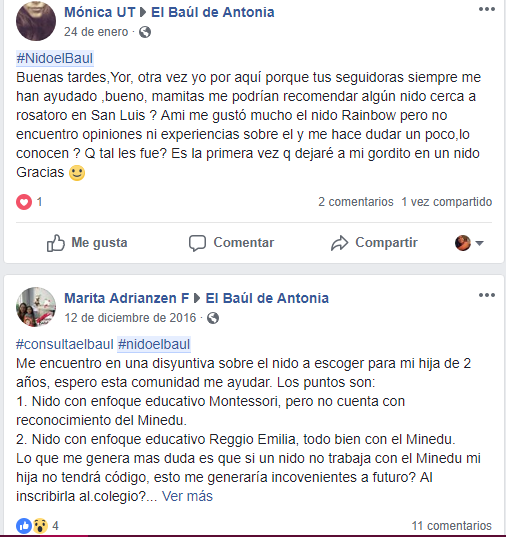 Mónica UT ▸ El Baúl de Antonia
24 de enero ·
#NidoelBaul
Buenas tardes,Yor, otra vez yo por aquí porque tus seguidoras siempre me
han ayudado ,bueno, mamitas me podrían recomendar algún nido cerca a
rosatoro en San Luis ? Ami me gustó mucho el nido Rainbow pero no
encuentro opiniones ni experiencias sobre el y me hace dudar un poco,lo
conocen ? Q tal les fue? Es la primera vez q dejaré a mi gordito en un nido
Gracias 🙂
1 2 comentarios 1 vez compartido
Me gusta Comentar Compartir
Marita Adrianzen F ▸ El Baúl de Antonia
12 de diciembre de 2016 ·
#consultaelbaul #nidoelbaul
Me encuentro en una disyuntiva sobre el nido a escoger para mi hija de 2
años, espero esta comunidad me ayudar. Los puntos son:
1. Nido con enfoque educativo Montessori, pero no cuenta con
reconocimiento del Minedu.
2. Nido con enfoque educativo Reggio Emilia, todo bien con el Minedu.
Lo que me genera mas duda es que si un nido no trabaja con el Minedu mi
hija no tendrá código, esto me generaría incovenientes a futuro? Al
inscribirla al.colegio?... Ver más
4 11 comentarios